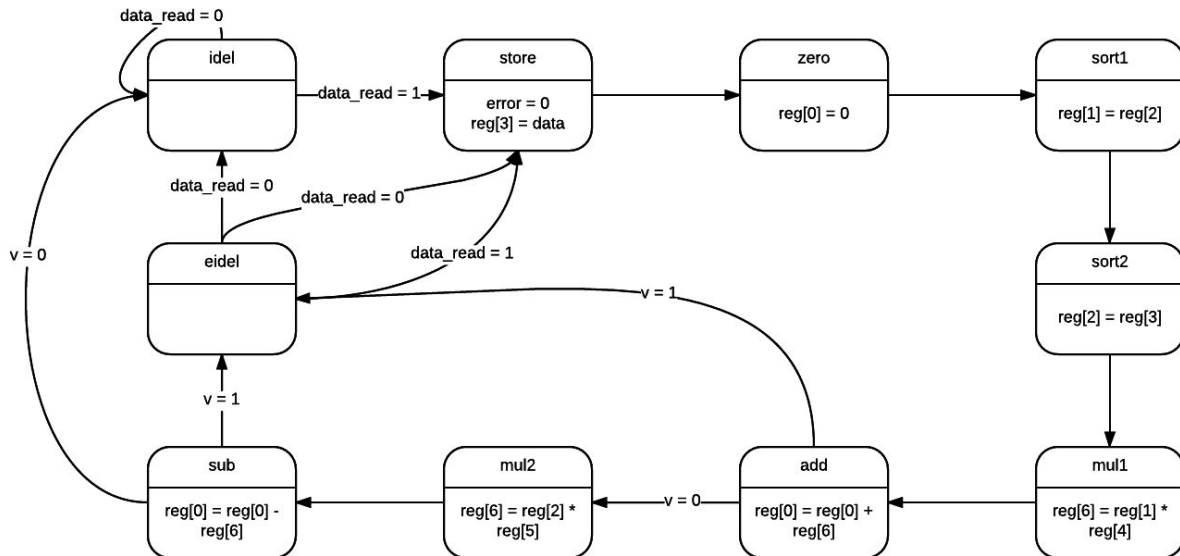 data_read = 0
idel
store
error = 0
reg[3] = data
zero
reg[0] = 0
sort1
reg[1] = reg[2]
data_read = 1
data_read = 0
data_read = 0
v = 0
eidel
data_read = 1
v = 1
sort2
reg[2] = reg[3]
v = 1
sub
reg[0] = reg[0] -
reg[6]
mul2
reg[6] = reg[2] *
reg[5]
v = 0
add
reg[0] = reg[0] +
reg[6]
mul1
reg[6] = reg[1] *
reg[4]